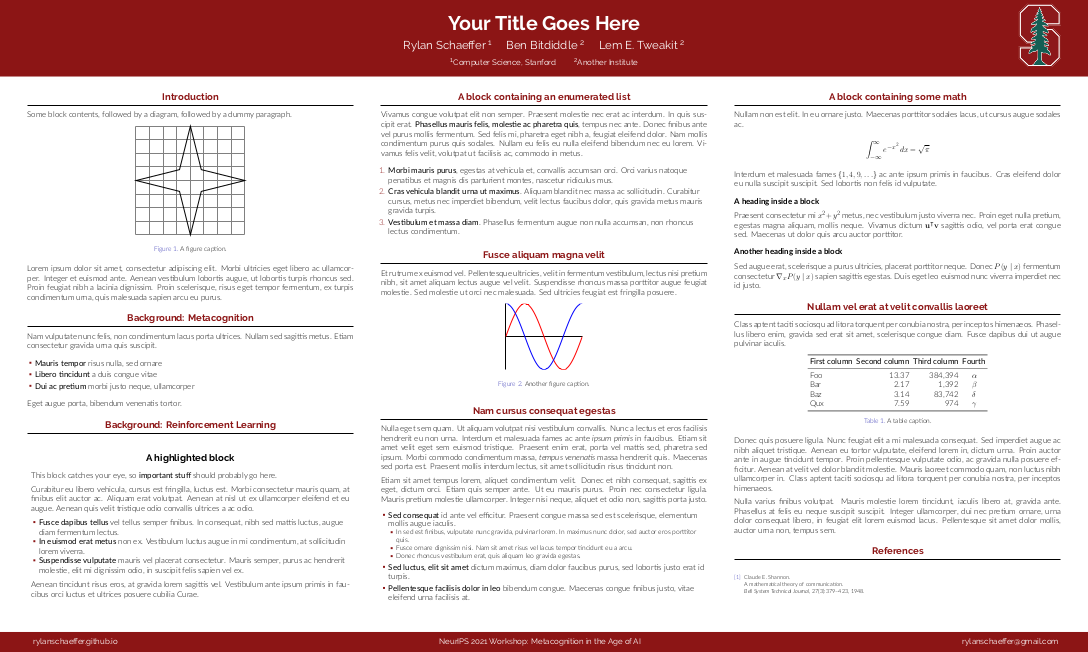 Your Title Goes Here
Rylan Schaeffer 1 Ben Bitdiddle 2 Lem E. Tweakit 2
1Computer Science, Stanford 2Another Institute
Introduction
Some block contents, followed by a diagram, followed by a dummy paragraph.
Figure 1. A figure caption.
Lorem ipsum dolor sit amet, consectetur adipiscing elit. Morbi ultricies eget libero ac ullamcor-
per. Integer et euismod ante. Aenean vestibulum lobortis augue, ut lobortis turpis rhoncus sed.
Proin feugiat nibh a lacinia dignissim. Proin scelerisque, risus eget tempor fermentum, ex turpis
condimentum urna, quis malesuada sapien arcu eu purus.
Background: Metacognition
Nam vulputate nunc felis, non condimentum lacus porta ultrices. Nullam sed sagittis metus. Etiam
consectetur gravida urna quis suscipit.
• Mauris tempor risus nulla, sed ornare
• Libero tincidunt a duis congue vitae
• Dui ac pretium morbi justo neque, ullamcorper
Eget augue porta, bibendum venenatis tortor.
Background: Reinforcement Learning
A highlighted block
This block catches your eye, so important stuff should probably go here.
Curabitur eu libero vehicula, cursus est fringilla, luctus est. Morbi consectetur mauris quam, at
finibus elit auctor ac. Aliquam erat volutpat. Aenean at nisl ut ex ullamcorper eleifend et eu
augue. Aenean quis velit tristique odio convallis ultrices a ac odio.
• Fusce dapibus tellus vel tellus semper finibus. In consequat, nibh sed mattis luctus, augue
diam fermentum lectus.
• In euismod erat metus non ex. Vestibulum luctus augue in mi condimentum, at sollicitudin
lorem viverra.
• Suspendisse vulputate mauris vel placerat consectetur. Mauris semper, purus ac hendrerit
molestie, elit mi dignissim odio, in suscipit felis sapien vel ex.
Aenean tincidunt risus eros, at gravida lorem sagittis vel. Vestibulum ante ipsum primis in fau-
cibus orci luctus et ultrices posuere cubilia Curae.
A block containing an enumerated list
Vivamus congue volutpat elit non semper. Praesent molestie nec erat ac interdum. In quis sus-
cipit erat. Phasellus mauris felis, molestie ac pharetra quis, tempus nec ante. Donec finibus ante
vel purus mollis fermentum. Sed felis mi, pharetra eget nibh a, feugiat eleifend dolor. Nam mollis
condimentum purus quis sodales. Nullam eu felis eu nulla eleifend bibendum nec eu lorem. Vi-
vamus felis velit, volutpat ut facilisis ac, commodo in metus.
1. Morbi mauris purus, egestas at vehicula et, convallis accumsan orci. Orci varius natoque
penatibus et magnis dis parturient montes, nascetur ridiculus mus.
2. Cras vehicula blandit urna ut maximus. Aliquam blandit nec massa ac sollicitudin. Curabitur
cursus, metus nec imperdiet bibendum, velit lectus faucibus dolor, quis gravida metus mauris
gravida turpis.
3. Vestibulum et massa diam. Phasellus fermentum augue non nulla accumsan, non rhoncus
lectus condimentum.
Fusce aliquam magna velit
Et rutrum ex euismod vel. Pellentesque ultricies, velit in fermentum vestibulum, lectus nisi pretium
nibh, sit amet aliquam lectus augue vel velit. Suspendisse rhoncus massa porttitor augue feugiat
molestie. Sed molestie ut orci nec malesuada. Sed ultricies feugiat est fringilla posuere.
Figure 2. Another figure caption.
Nam cursus consequat egestas
Nulla eget sem quam. Ut aliquam volutpat nisi vestibulum convallis. Nunc a lectus et eros facilisis
hendrerit eu non urna. Interdum et malesuada fames ac ante ipsum primis in faucibus. Etiam sit
amet velit eget sem euismod tristique. Praesent enim erat, porta vel mattis sed, pharetra sed
ipsum. Morbi commodo condimentum massa, tempus venenatis massa hendrerit quis. Maecenas
sed porta est. Praesent mollis interdum lectus, sit amet sollicitudin risus tincidunt non.
Etiam sit amet tempus lorem, aliquet condimentum velit. Donec et nibh consequat, sagittis ex
eget, dictum orci. Etiam quis semper ante. Ut eu mauris purus. Proin nec consectetur ligula.
Mauris pretium molestie ullamcorper. Integer nisi neque, aliquet et odio non, sagittis porta justo.
• Sed consequat id ante vel efficitur. Praesent congue massa sed est scelerisque, elementum
mollis augue iaculis.
• In sed est finibus, vulputate nunc gravida, lorem. In maximus nunc dolor, sed auctor eros porttitor
quis.
• Fusce ornare dignissim nisi. Nam sit amet risus vel lacus tempor tincidunt eu a arcu.
• Donec rhoncus vestibulum erat, quis aliquam leo gravida egestas.
• Sed luctus, elit sit amet dictum maximus, diam dolor faucibus purus, sed lobortis justo erat id
turpis.
• Pellentesque facilisis dolor in leo bibendum congue. Maecenas congue finibus justo, vitae
eleifend urna facilisis at.
A block containing some math
Nullam non est elit. In eu ornare justo. Maecenas porttitor sodales lacus, ut cursus augue sodales
ac.
∫_{-∞}^{∞} e^{-x²} dx = √π
Interdum et malesuada fames {1, 4, 9, …} ac ante ipsum primis in faucibus. Cras eleifend dolor
eu nulla suscipit suscipit. Sed lobortis non felis id vulputate.
A heading inside a block
Praesent consectetur mi x² + y² metus, nec vestibulum justo viverra nec. Proin eget nulla pretium,
egestas magna aliquam, mollis neque. Vivamus dictum u⊺v sagittis odio, vel porta erat congue
sed. Maecenas ut dolor quis arcu auctor porttitor.
Another heading inside a block
Sed augue erat, scelerisque a purus ultricies, placerat porttitor neque. Donec P(y | x) fermentum
consectetur ∇ₓP(y | x) sapien sagittis egestas. Duis eget leo euismod nunc viverra imperdiet nec
id justo.
Nullam vel erat at velit convallis laoreet
Class aptent taciti sociosqu ad litora torquent per conubia nostra, per inceptos himenaeos. Phasel-
lus libero enim, gravida sed erat sit amet, scelerisque congue diam. Fusce dapibus dui ut augue
pulvinar iaculis.
First column Second column Third column Fourth
Foo 13.37 384,394 α
Bar 2.17 1,392 β
Baz 3.14 83,742 δ
Qux 7.59 974 γ
Table 1. A table caption.
Donec quis posuere ligula. Nunc feugiat elit a mi malesuada consequat. Sed imperdiet augue ac
nibh aliquet tristique. Aenean eu tortor vulputate, eleifend lorem in, dictum urna. Proin auctor
ante in augue tincidunt tempor. Proin pellentesque vulputate odio, ac gravida nulla posuere ef-
ficitur. Aenean at velit vel dolor blandit molestie. Mauris laoreet commodo quam, non luctus nibh
ullamcorper in. Class aptent taciti sociosqu ad litora torquent per conubia nostra, per inceptos
himenaeos.
Nulla varius finibus volutpat. Mauris molestie lorem tincidunt, iaculis libero at, gravida ante.
Phasellus at felis eu neque suscipit suscipit. Integer ullamcorper, dui nec pretium ornare, urna
dolor consequat libero, in feugiat elit lorem euismod lacus. Pellentesque sit amet dolor mollis,
auctor urna non, tempus sem.
References
[1] Claude E. Shannon.
A mathematical theory of communication.
Bell System Technical Journal, 27(3):379–423, 1948.
rylanschaeffer.github.io
NeurIPS 2021 Workshop: Metacognition in the Age of AI
rylanschaeffer@gmail.com